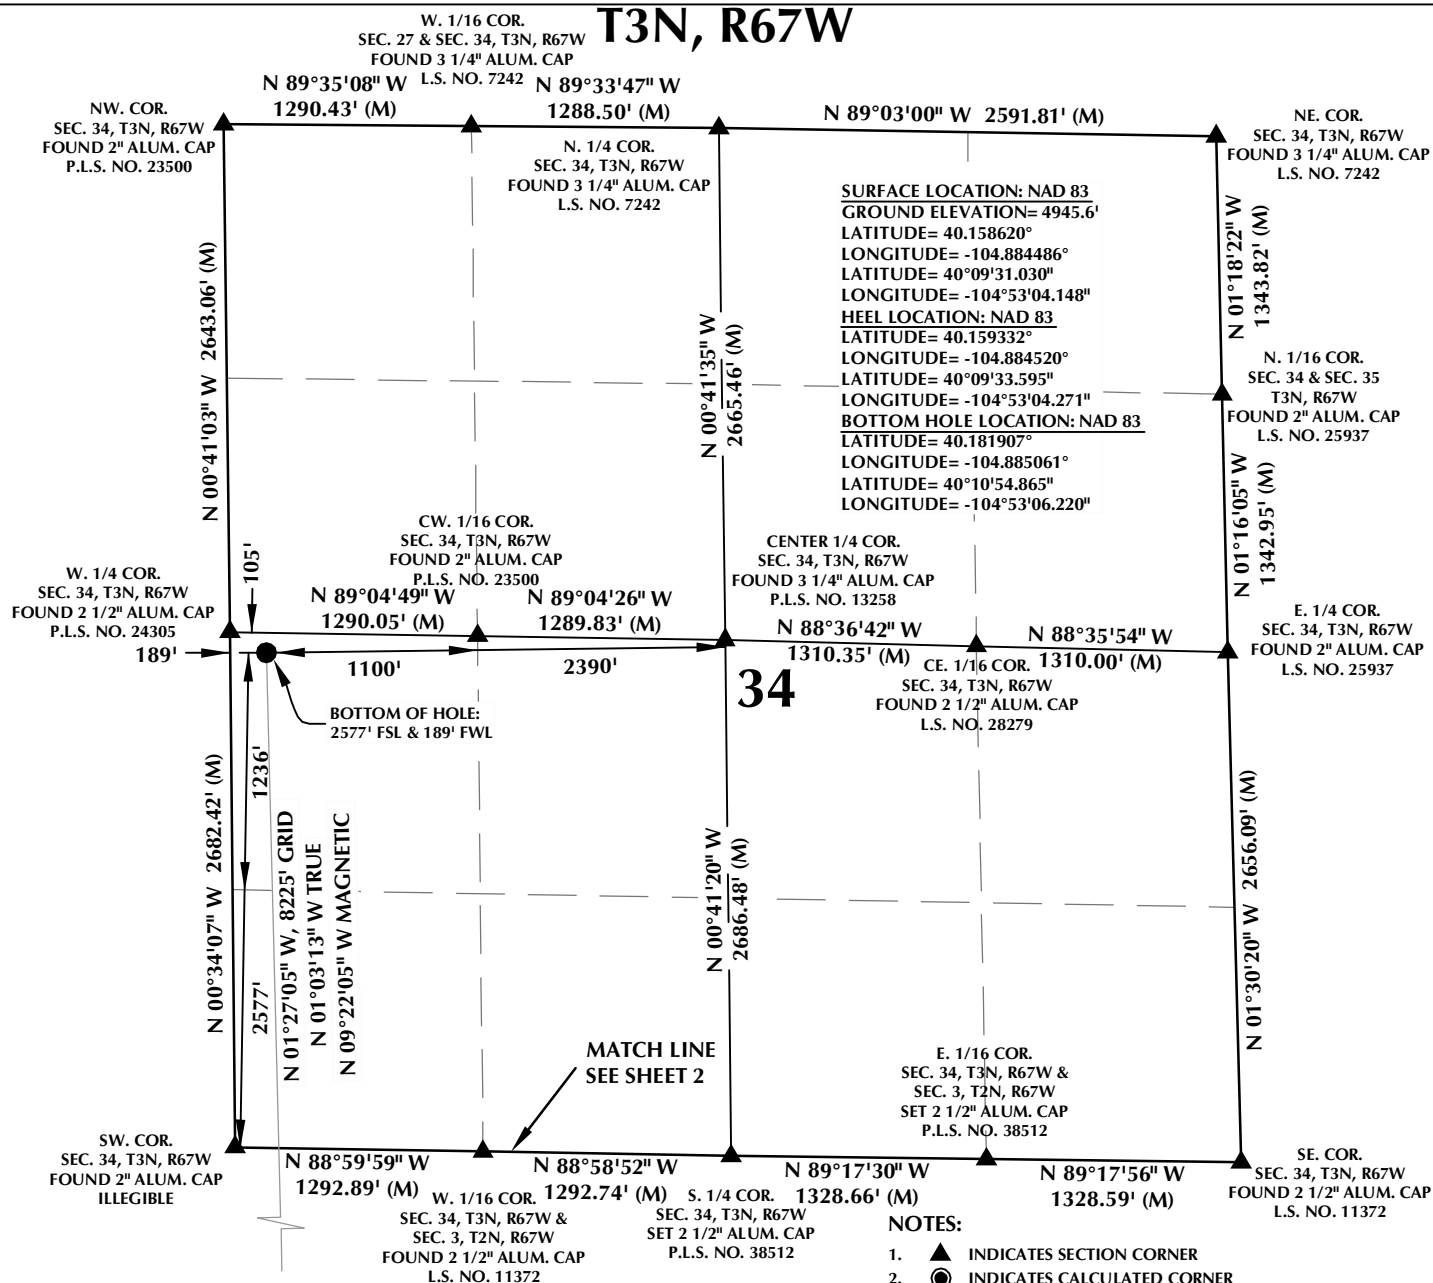 T3N, R67W
W. 1/16 COR.
SEC. 27 & SEC. 34, T3N, R67W
FOUND 3 1/4" ALUM. CAP
L.S. NO. 7242
N 89°35'08" W
1290.43' (M)
N 89°33'47" W
1288.50' (M)
N 89°03'00" W 2591.81' (M)
NW. COR.
SEC. 34, T3N, R67W
FOUND 2" ALUM. CAP
P.L.S. NO. 23500
N. 1/4 COR.
SEC. 34, T3N, R67W
FOUND 3 1/4" ALUM. CAP
L.S. NO. 7242
NE. COR.
SEC. 34, T3N, R67W
FOUND 3 1/4" ALUM. CAP
L.S. NO. 7242
SURFACE LOCATION: NAD 83
GROUND ELEVATION= 4945.6'
LATITUDE= 40.158620°
LONGITUDE= -104.884486°
LATITUDE= 40°09'31.030"
LONGITUDE= -104°53'04.148"
HEEL LOCATION: NAD 83
LATITUDE= 40.159332°
LONGITUDE= -104.884520°
LATITUDE= 40°09'33.595"
LONGITUDE= -104°53'04.271"
BOTTOM HOLE LOCATION: NAD 83
LATITUDE= 40.181907°
LONGITUDE= -104.885061°
LATITUDE= 40°10'54.865"
LONGITUDE= -104°53'06.220"
N 00°41'03" W 2643.06' (M)
N 00°41'35" W
2665.46' (M)
N 01°18'22" W
1343.82' (M)
N. 1/16 COR.
SEC. 34 & SEC. 35
T3N, R67W
FOUND 2" ALUM. CAP
L.S. NO. 25937
N 01°16'05" W
1342.95' (M)
CW. 1/16 COR.
SEC. 34, T3N, R67W
FOUND 2" ALUM. CAP
P.L.S. NO. 23500
CENTER 1/4 COR.
SEC. 34, T3N, R67W
FOUND 3 1/4" ALUM. CAP
P.L.S. NO. 13258
W. 1/4 COR.
SEC. 34, T3N, R67W
FOUND 2 1/2" ALUM. CAP
P.L.S. NO. 24305
105'
N 89°04'49" W
1290.05' (M)
N 89°04'26" W
1289.83' (M)
N 88°36'42" W
1310.35' (M)
N 88°35'54" W
1310.00' (M)
E. 1/4 COR.
SEC. 34, T3N, R67W
FOUND 2" ALUM. CAP
L.S. NO. 25937
189'
1100'
2390'
34
CE. 1/16 COR.
SEC. 34, T3N, R67W
FOUND 2 1/2" ALUM. CAP
L.S. NO. 28279
BOTTOM OF HOLE:
2577' FSL & 189' FWL
1236'
2577'
N 00°34'07" W 2682.42' (M)
N 01°27'05" W, 8225' GRID
N 01°03'13" W TRUE
N 09°22'05" W MAGNETIC
N 00°41'20" W
2686.48' (M)
N 01°30'20" W 2656.09' (M)
MATCH LINE
SEE SHEET 2
E. 1/16 COR.
SEC. 34, T3N, R67W &
SEC. 3, T2N, R67W
SET 2 1/2" ALUM. CAP
P.L.S. NO. 38512
SW. COR.
SEC. 34, T3N, R67W
FOUND 2" ALUM. CAP
ILLEGIBLE
N 88°59'59" W
1292.89' (M)
N 88°58'52" W
1292.74' (M)
N 89°17'30" W
1328.66' (M)
N 89°17'56" W
1328.59' (M)
SE. COR.
SEC. 34, T3N, R67W
FOUND 2 1/2" ALUM. CAP
L.S. NO. 11372
W. 1/16 COR.
SEC. 34, T3N, R67W &
SEC. 3, T2N, R67W
FOUND 2 1/2" ALUM. CAP
L.S. NO. 11372
S. 1/4 COR.
SEC. 34, T3N, R67W
SET 2 1/2" ALUM. CAP
P.L.S. NO. 38512
NOTES:
1. INDICATES SECTION CORNER
2. INDICATES CALCULATED CORNER